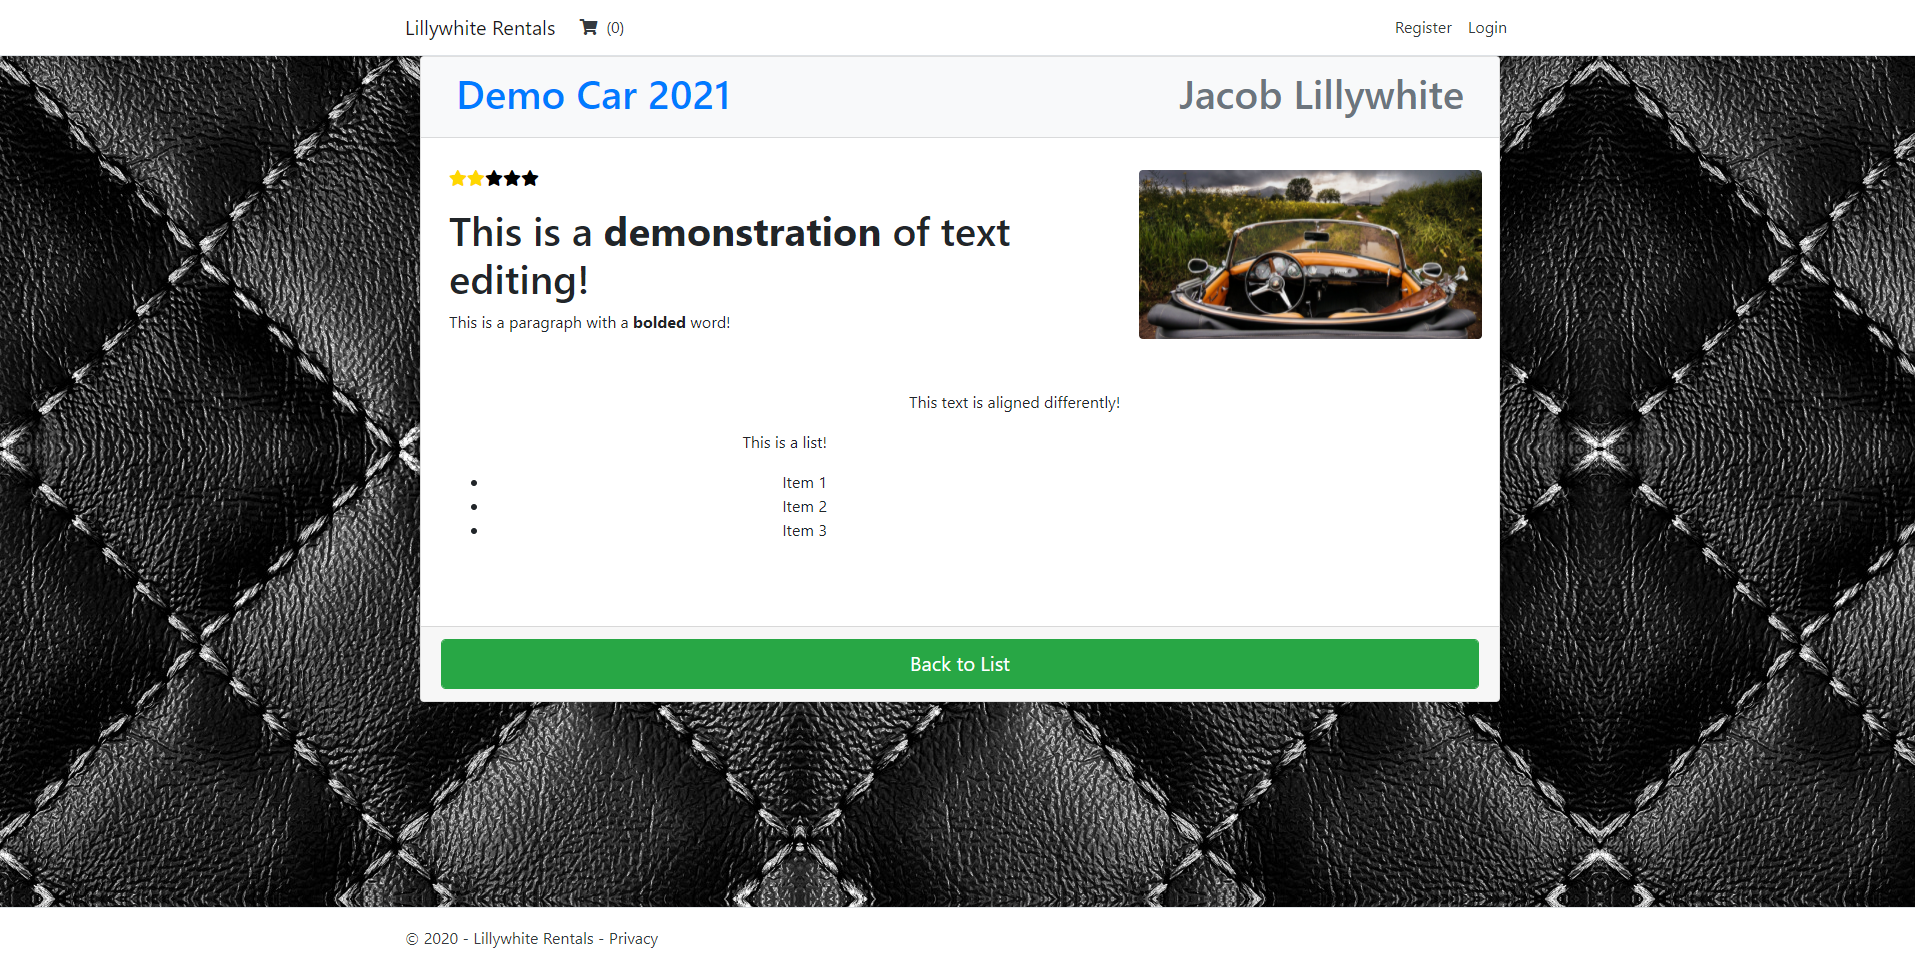 Lillywhite Rentals (0) Register Login
Demo Car 2021 Jacob Lillywhite
This is a demonstration of text
editing!
This is a paragraph with a bolded word!
This text is aligned differently!
This is a list!
Item 1
Item 2
Item 3
Back to List
© 2020 - Lillywhite Rentals - Privacy